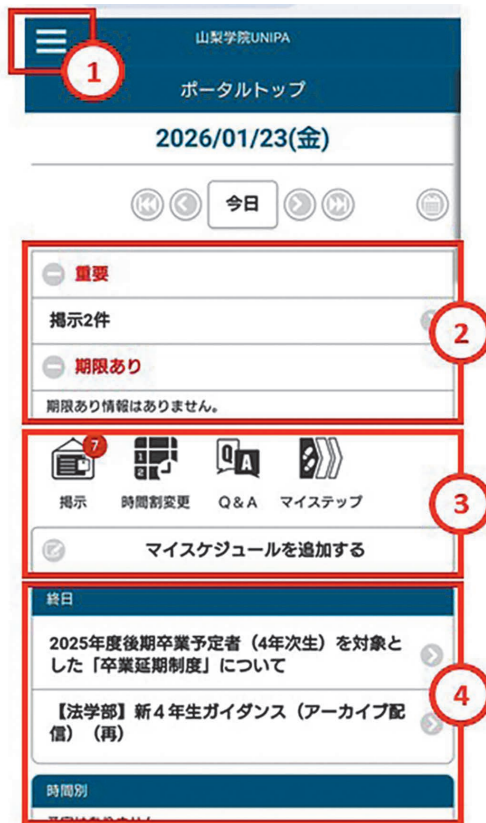 1
山梨学院UNIPA
ポータルトップ
2026/01/23(金)
今日
重要
掲示2件
2
期限あり
期限あり情報はありません。
7
Q A
1
2
掲示 時間割変更 Q&A マイステップ
3
マイスケジュールを追加する
終日
2025年度後期卒業予定者（4年次生）を対象と
した「卒業延期制度」について
4
【法学部】新４年生ガイダンス（アーカイブ配
信）（再）
時間別